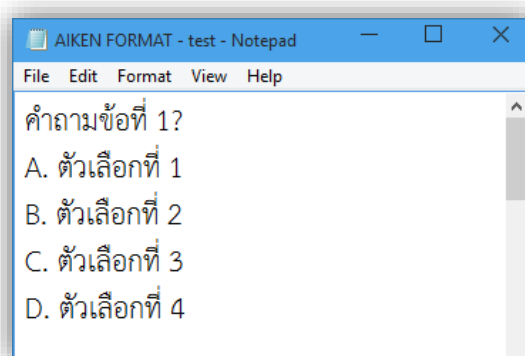 AIKEN FORMAT - test - Notepad
File Edit Format View Help
คำถามข้อที่ 1?
A. ตัวเลือกที่ 1
B. ตัวเลือกที่ 2
C. ตัวเลือกที่ 3
D. ตัวเลือกที่ 4